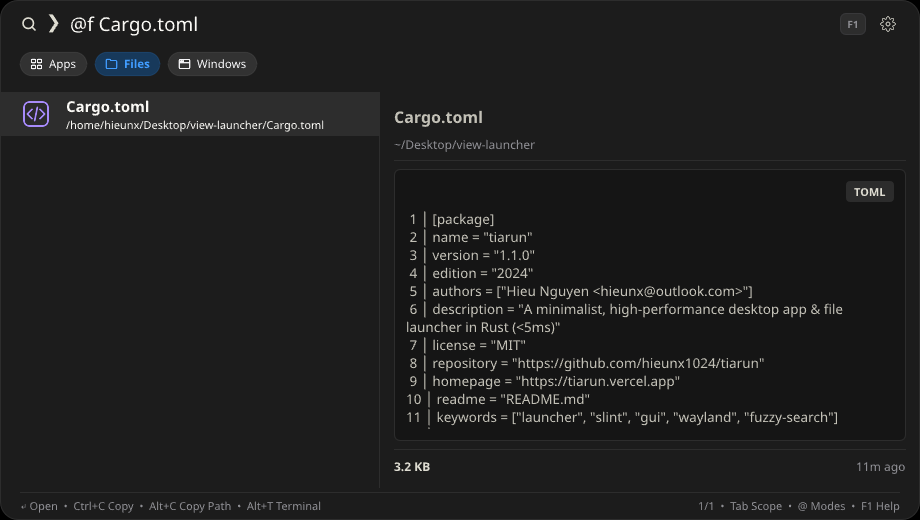 ❯ @f Cargo.toml
F1
Apps
Files
Windows
Cargo.toml
/home/hieunx/Desktop/view-launcher/Cargo.toml
Cargo.toml
~/Desktop/view-launcher
TOML
1 | [package]
2 | name = "tiarun"
3 | version = "1.1.0"
4 | edition = "2024"
5 | authors = ["Hieu Nguyen <hieunx@outlook.com>"]
6 | description = "A minimalist, high-performance desktop app & file
launcher in Rust (<5ms)"
7 | license = "MIT"
8 | repository = "https://github.com/hieunx1024/tiarun"
9 | homepage = "https://tiarun.vercel.app"
10 | readme = "README.md"
11 | keywords = ["launcher", "slint", "gui", "wayland", "fuzzy-search"]
3.2 KB
11m ago
↵ Open • Ctrl+C Copy • Alt+C Copy Path • Alt+T Terminal
1/1 • Tab Scope • @ Modes • F1 Help